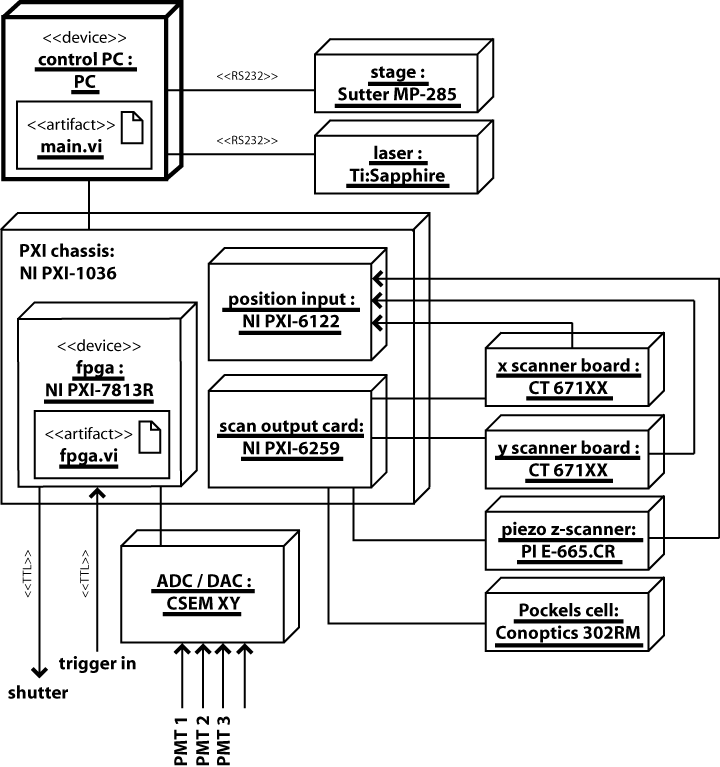 <<device>>
control PC :
PC
<<artifact>>
main.vi
<<RS232>>
stage :
Sutter MP-285
<<RS232>>
laser :
Ti:Sapphire
PXI chassis:
NI PXI-1036
position input :
NI PXI-6122
<<device>>
fpga :
NI PXI-7813R
<<artifact>>
fpga.vi
scan output card:
NI PXI-6259
x scanner board :
CT 671XX
y scanner board :
CT 671XX
piezo z-scanner:
PI E-665.CR
Pockels cell:
Conoptics 302RM
<<TTL>>
<<TTL>>
ADC / DAC :
CSEM XY
trigger in
shutter
PMT 1
PMT 2
PMT 3